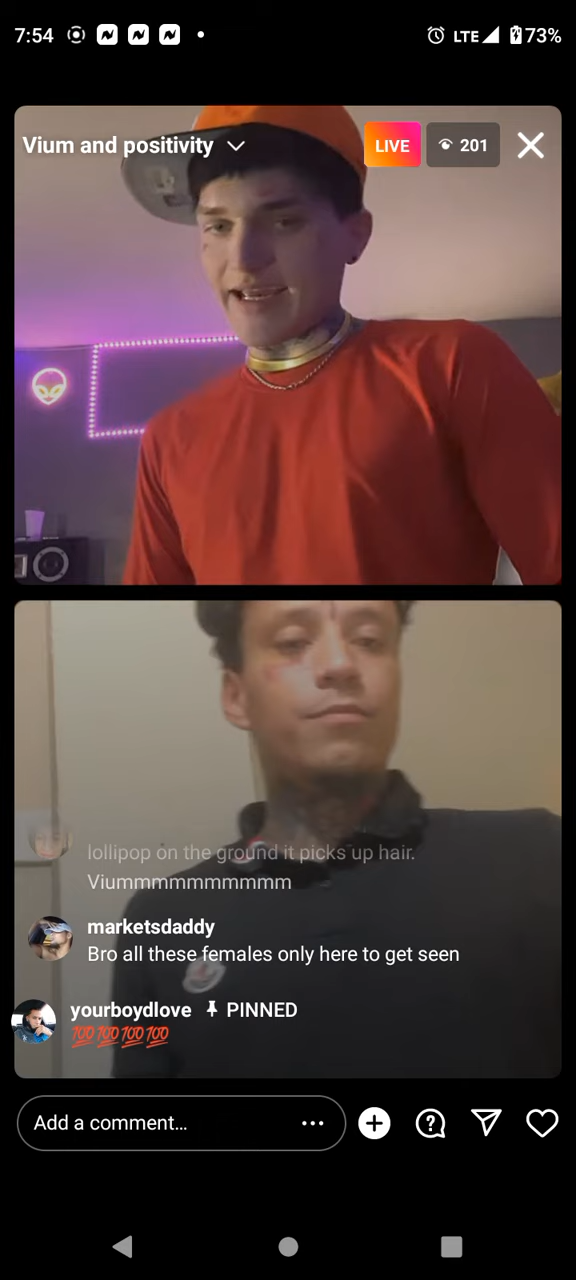 7:54
LTE
73%
Vium and positivity
LIVE
201
lollipop on the ground it picks up hair.
Viummmmmmmmmm
marketsdaddy
Bro all these females only here to get seen
yourboydlove PINNED
💯💯💯💯
Add a comment...